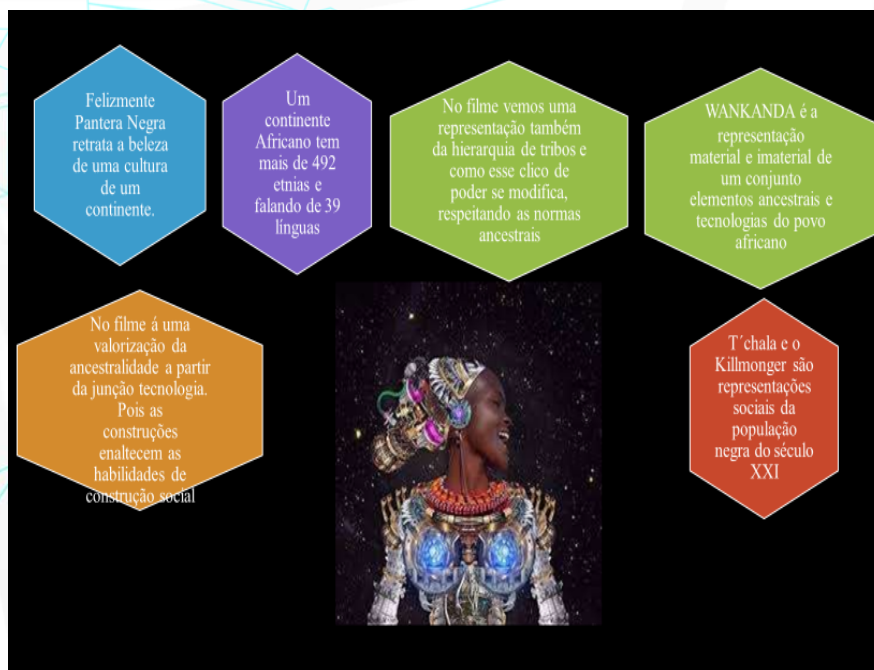 Felizmente
Pantera Negra
retrata a beleza
de uma cultura
de um
continente.
Um
continente
Africano tem
mais de 492
etnias e
falando de 39
línguas
No filme vemos uma
representação também
da hierarquia de tribos e
como esse clico de
poder se modifica,
respeitando as normas
ancestrais
WANKANDA é a
representação
material e imaterial de
um conjunto
elementos ancestrais e
tecnologias do povo
africano
No filme á uma
valorização da
ancestralidade a partir
da junção tecnologia.
Pois as
construções
enaltecem as
habilidades de
construção social
T´chala e o
Killmonger são
representações
sociais da
população
negra do século
XXI